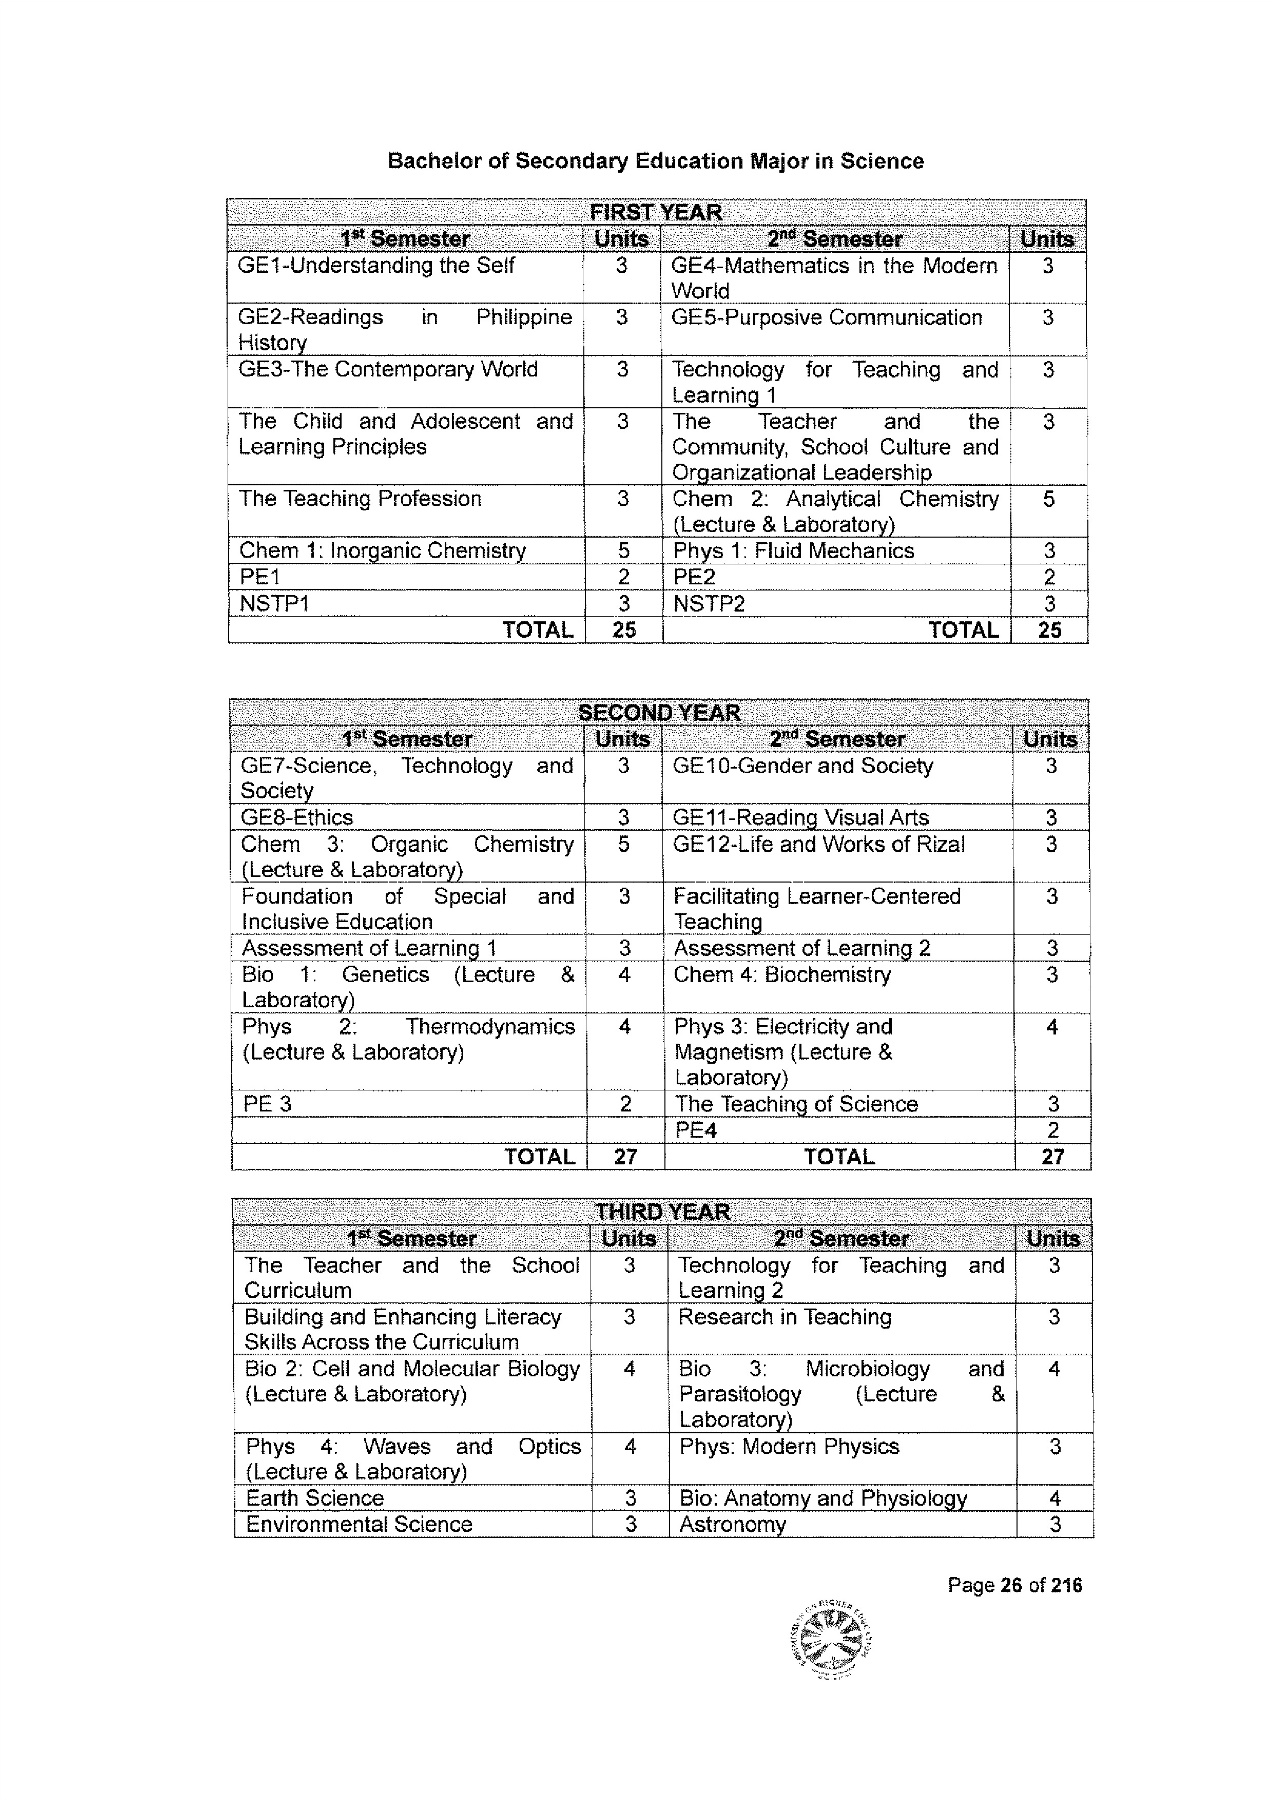 Bachelor of Secondary Education Major in Science
FIRST YEAR
1st Semester Units 2nd Semester Units
GE1-Understanding the Self 3 GE4-Mathematics in the Modern World 3
GE2-Readings in Philippine History 3 GE5-Purposive Communication 3
GE3-The Contemporary World 3 Technology for Teaching and Learning 1 3
The Child and Adolescent and Learning Principles 3 The Teacher and the Community, School Culture and Organizational Leadership 3
The Teaching Profession 3 Chem 2: Analytical Chemistry (Lecture & Laboratory) 5
Chem 1: Inorganic Chemistry 5 Phys 1: Fluid Mechanics 3
PE1 2 PE2 2
NSTP1 3 NSTP2 3
TOTAL 25 TOTAL 25
SECOND YEAR
1st Semester Units 2nd Semester Units
GE7-Science, Technology and Society 3 GE10-Gender and Society 3
GE8-Ethics 3 GE11-Reading Visual Arts 3
Chem 3: Organic Chemistry (Lecture & Laboratory) 5 GE12-Life and Works of Rizal 3
Foundation of Special and Inclusive Education 3 Facilitating Learner-Centered Teaching 3
Assessment of Learning 1 3 Assessment of Learning 2 3
Bio 1: Genetics (Lecture & Laboratory) 4 Chem 4: Biochemistry 3
Phys 2: Thermodynamics (Lecture & Laboratory) 4 Phys 3: Electricity and Magnetism (Lecture & Laboratory) 4
PE 3 2 The Teaching of Science 3
PE4 2
TOTAL 27 TOTAL 27
THIRD YEAR
1st Semester Units 2nd Semester Units
The Teacher and the School Curriculum 3 Technology for Teaching and Learning 2 3
Building and Enhancing Literacy Skills Across the Curriculum 3 Research in Teaching 3
Bio 2: Cell and Molecular Biology (Lecture & Laboratory) 4 Bio 3: Microbiology and Parasitology (Lecture & Laboratory) 4
Phys 4: Waves and Optics (Lecture & Laboratory) 4 Phys: Modern Physics 3
Earth Science 3 Bio: Anatomy and Physiology 4
Environmental Science 3 Astronomy 3
Page 26 of 216